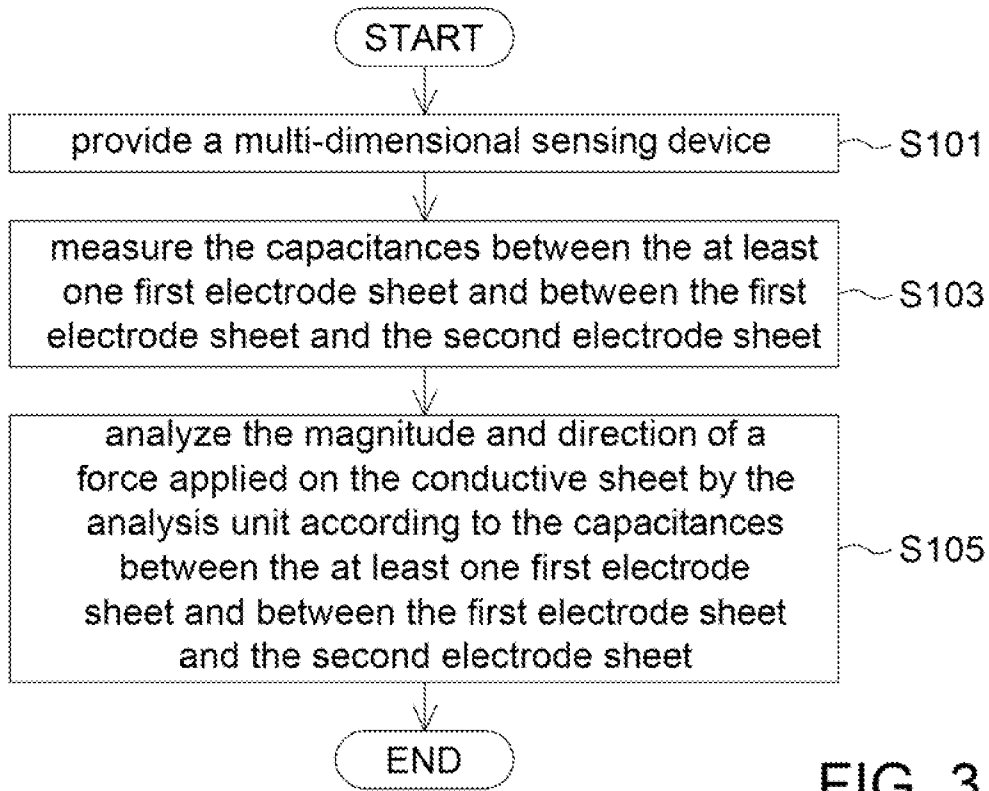 START
provide a multi-dimensional sensing device
S101
measure the capacitances between the at least
one first electrode sheet and between the first
electrode sheet and the second electrode sheet
S103
analyze the magnitude and direction of a
force applied on the conductive sheet by the
analysis unit according to the capacitances
between the at least one first electrode
sheet and between the first electrode sheet
and the second electrode sheet
S105
END
FIG. 3